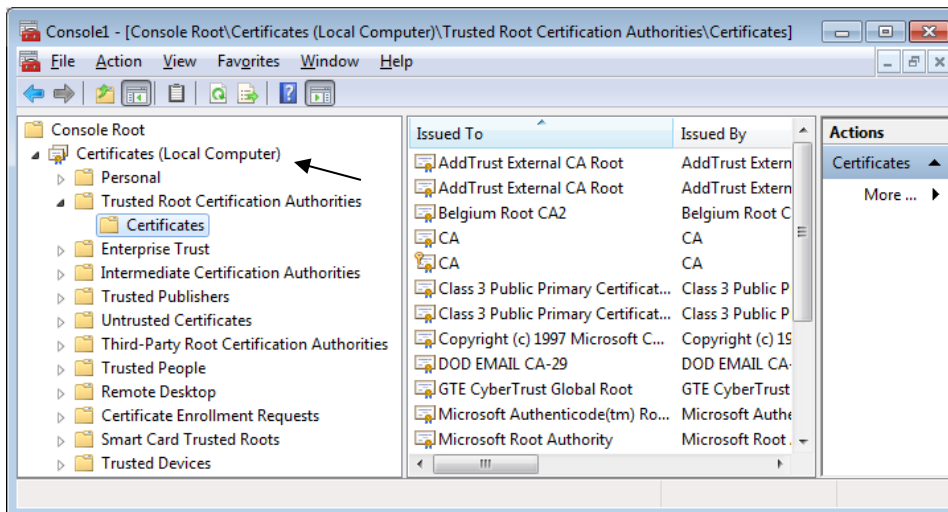 Console1 - [Console Root\Certificates (Local Computer)\Trusted Root Certification Authorities\Certificates]
File Action View Favorites Window Help
Console Root
Certificates (Local Computer)
Personal
Trusted Root Certification Authorities
Certificates
Enterprise Trust
Intermediate Certification Authorities
Trusted Publishers
Untrusted Certificates
Third-Party Root Certification Authorities
Trusted People
Remote Desktop
Certificate Enrollment Requests
Smart Card Trusted Roots
Trusted Devices
Issued To Issued By
AddTrust External CA Root AddTrust Extern
AddTrust External CA Root AddTrust Extern
Belgium Root CA2 Belgium Root C
CA CA
CA CA
Class 3 Public Primary Certificat... Class 3 Public P
Class 3 Public Primary Certificat... Class 3 Public P
Copyright (c) 1997 Microsoft C... Copyright (c) 19
DOD EMAIL CA-29 DOD EMAIL CA-
GTE CyberTrust Global Root GTE CyberTrust
Microsoft Authenticode(tm) Ro... Microsoft Authe
Microsoft Root Authority Microsoft Root
Actions
Certificates
More ...